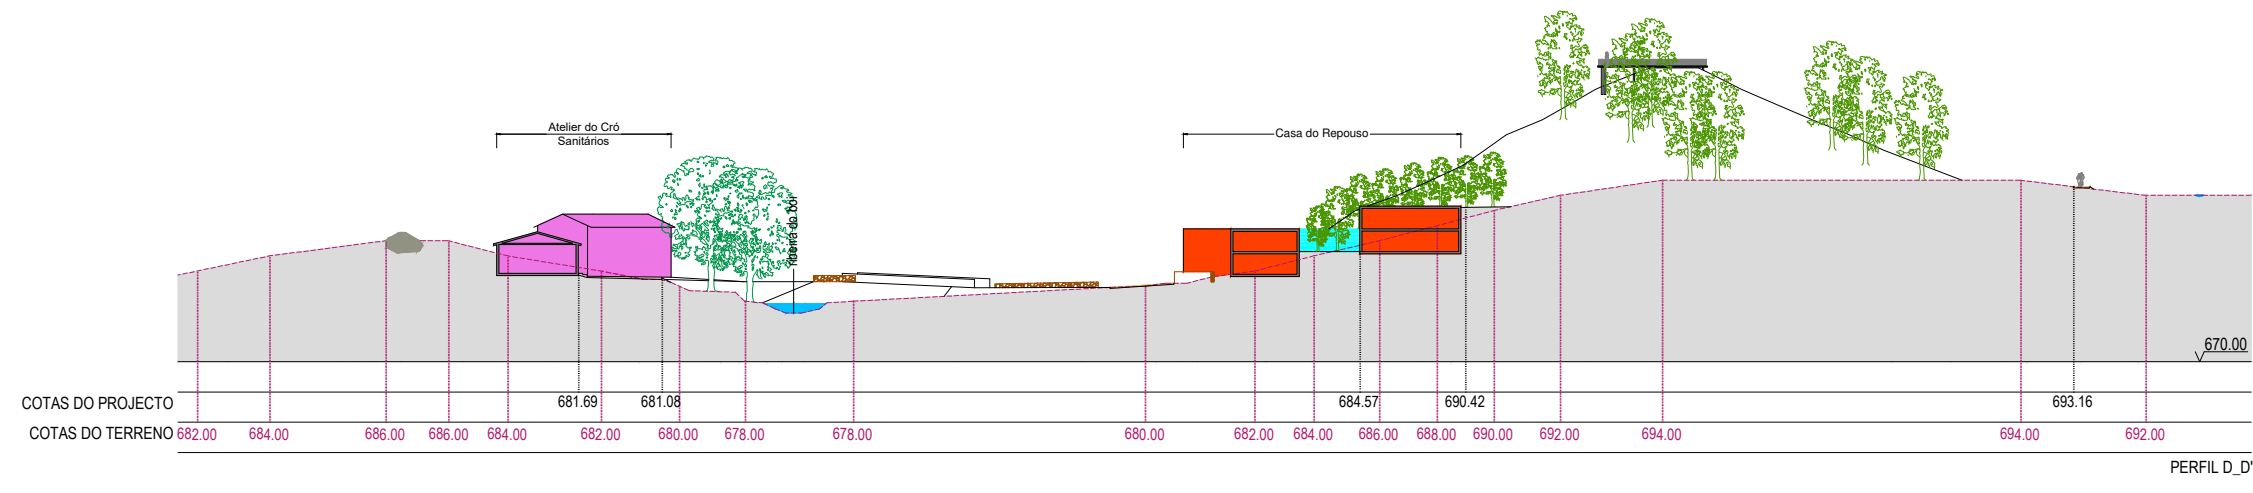 Atelier do Cró
Sanitários
Casa do Repouso
670.00
COTAS DO PROJECTO 681.69 681.08 684.57 690.42 693.16
COTAS DO TERRENO 682.00 684.00 686.00 686.00 684.00 682.00 680.00 678.00 678.00 680.00 682.00 684.00 686.00 688.00 690.00 692.00 694.00 694.00 692.00
PERFIL D_D'